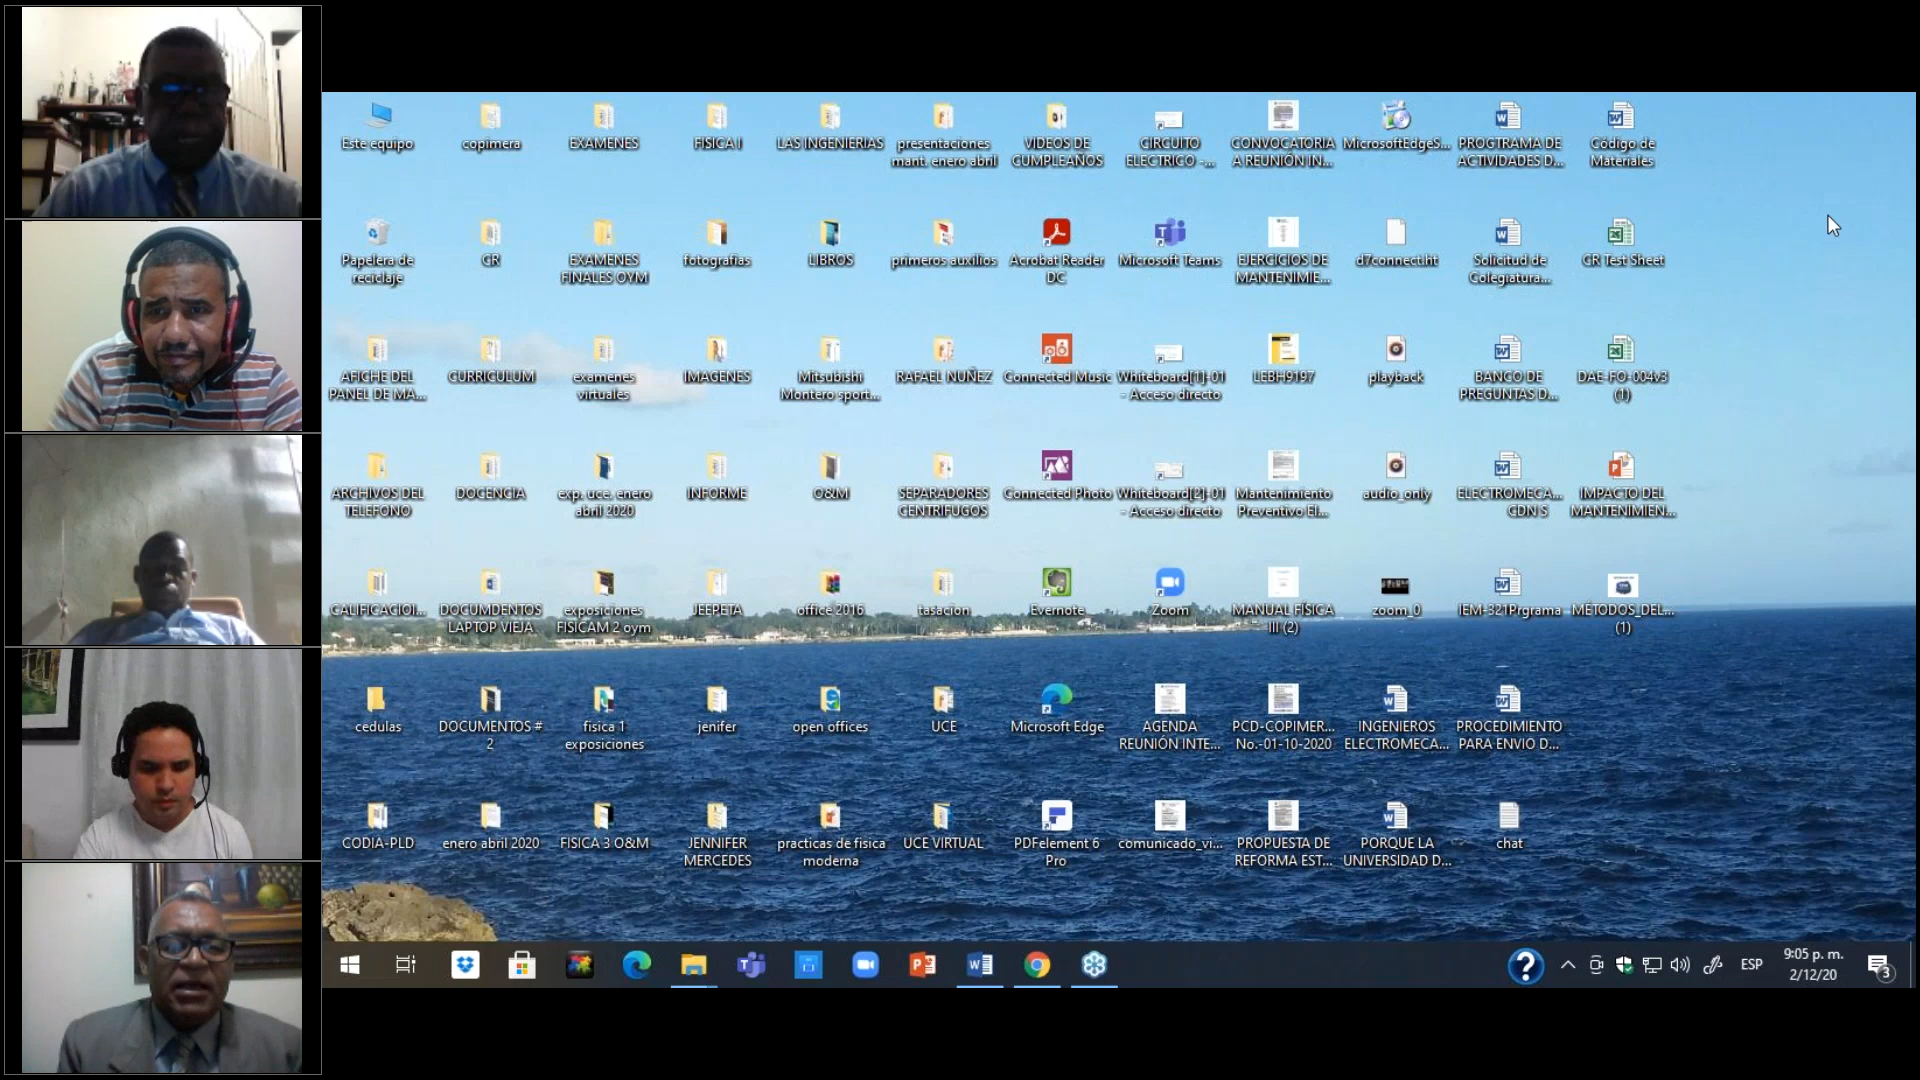 Este equipo
copimera
EXAMENES
FISICA I
LAS INGENIERIAS
presentaciones
mant. enero abril
VIDEOS DE
CUMPLEAÑOS
CIRCUITO
ELECTRICO -...
CONVOCATORIA
A REUNIÓN IN...
MicrosoftEdgeS...
PROGRAMA DE
ACTIVIDADES D...
Código de
Materiales
Papelera de
reciclaje
CR
EXAMENES
FINALES OYM
fotografias
LIBROS
primeros auxilios
Acrobat Reader
DC
Microsoft Teams
EJERCICIOS DE
MANTENIMIE...
d7connect.lht
Solicitud de
Colegiatura...
CR Test Sheet
AFICHE DEL
PANEL DE MA...
CURRICULUM
examenes
virtuales
IMAGENES
Mitsubishi
Montero sport...
RAFAEL NUÑEZ
Connected Music
Whiteboard[1]-01
- Acceso directo
LEBH9197
playback
BANCO DE
PREGUNTAS D...
DAE-FO-004v3
(1)
ARCHIVOS DEL
TELEFONO
DOCENCIA
exp. uce. enero
abril 2020
INFORME
O&M
SEPARADORES
CENTRIFUGOS
Connected Photo
Whiteboard[2]-01
- Acceso directo
Mantenimiento
Preventivo El...
audio_only
ELECTROMECA...
CDN S
IMPACTO DEL
MANTENIMIEN...
CALIFICACIOI...
DOCUMDENTOS
LAPTOP VIEJA
exposiciones
FISICAM 2 oym
JEEPETA
office 2016
tasacion
Evernote
Zoom
MANUAL FÍSICA
III (2)
zoom_0
IEM-321Prgrama
MÉTODOS_DEL...
(1)
cedulas
DOCUMENTOS #
2
fisica 1
exposiciones
jenifer
open offices
UCE
Microsoft Edge
AGENDA
REUNIÓN INTE...
PCD-COPIMER...
No.-01-10-2020
INGENIEROS
ELECTROMECA...
PROCEDIMIENTO
PARA ENVIO D...
CODIA-PLD
enero abril 2020
FISICA 3 O&M
JENNIFER
MERCEDES
practicas de fisica
moderna
UCE VIRTUAL
PDFelement 6
Pro
comunicado_vi...
PROPUESTA DE
REFORMA EST...
PORQUE LA
UNIVERSIDAD D...
chat
ESP
9:05 p. m.
2/12/20
3